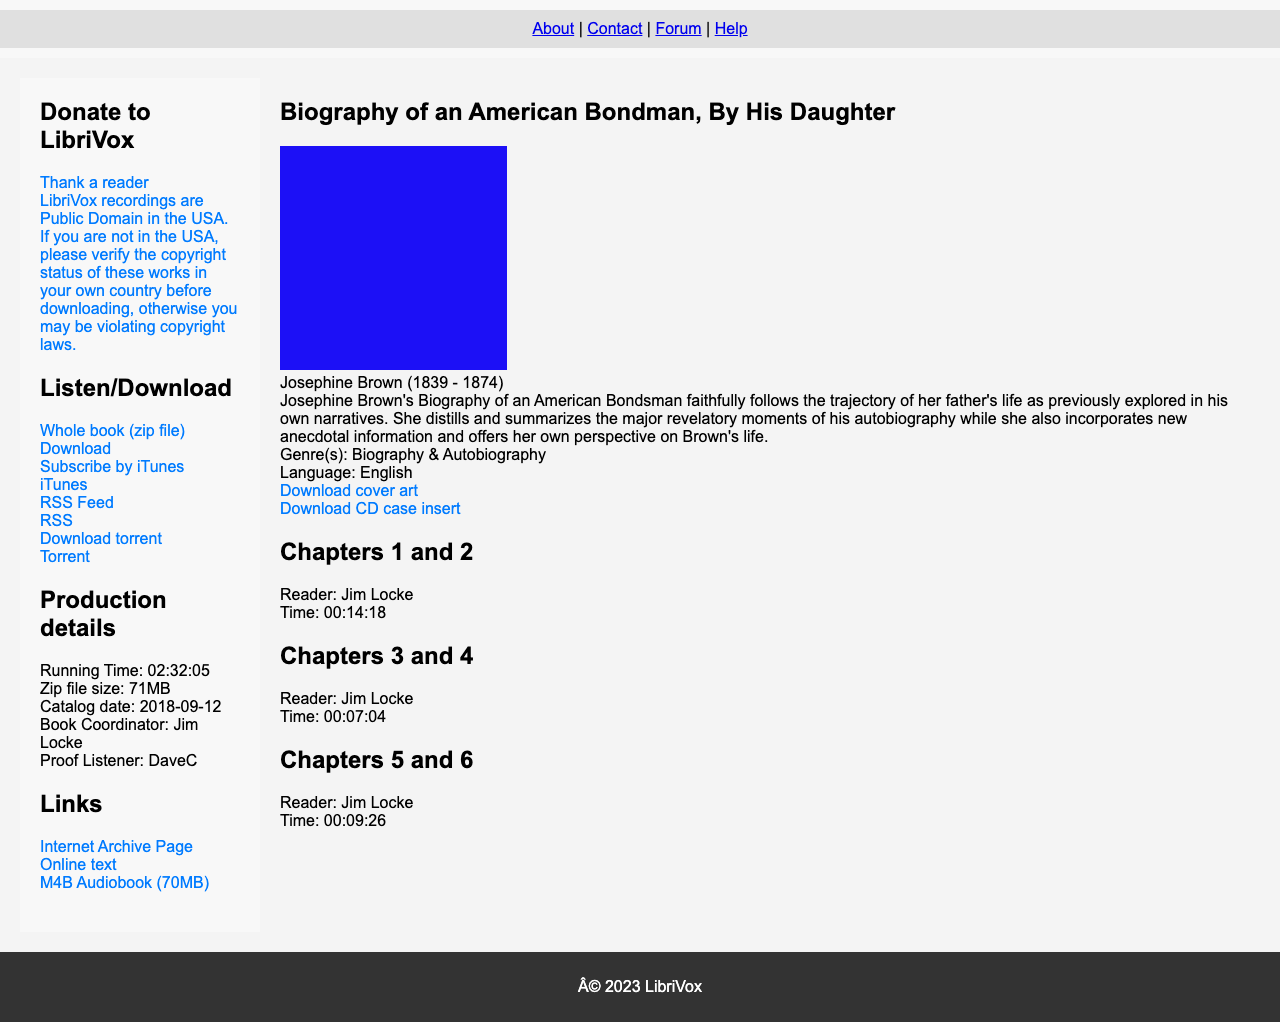 About | Contact | Forum | Help
Donate to
LibriVox
Thank a reader
LibriVox recordings are
Public Domain in the USA.
If you are not in the USA,
please verify the copyright
status of these works in
your own country before
downloading, otherwise you
may be violating copyright
laws.
Listen/Download
Whole book (zip file)
Download
Subscribe by iTunes
iTunes
RSS Feed
RSS
Download torrent
Torrent
Production
details
Running Time: 02:32:05
Zip file size: 71MB
Catalog date: 2018-09-12
Book Coordinator: Jim
Locke
Proof Listener: DaveC
Links
Internet Archive Page
Online text
M4B Audiobook (70MB)
Biography of an American Bondman, By His Daughter
Josephine Brown (1839 - 1874)
Josephine Brown's Biography of an American Bondsman faithfully follows the trajectory of her father's life as previously explored in his
own narratives. She distills and summarizes the major revelatory moments of his autobiography while she also incorporates new
anecdotal information and offers her own perspective on Brown's life.
Genre(s): Biography & Autobiography
Language: English
Download cover art
Download CD case insert
Chapters 1 and 2
Reader: Jim Locke
Time: 00:14:18
Chapters 3 and 4
Reader: Jim Locke
Time: 00:07:04
Chapters 5 and 6
Reader: Jim Locke
Time: 00:09:26
Â© 2023 LibriVox